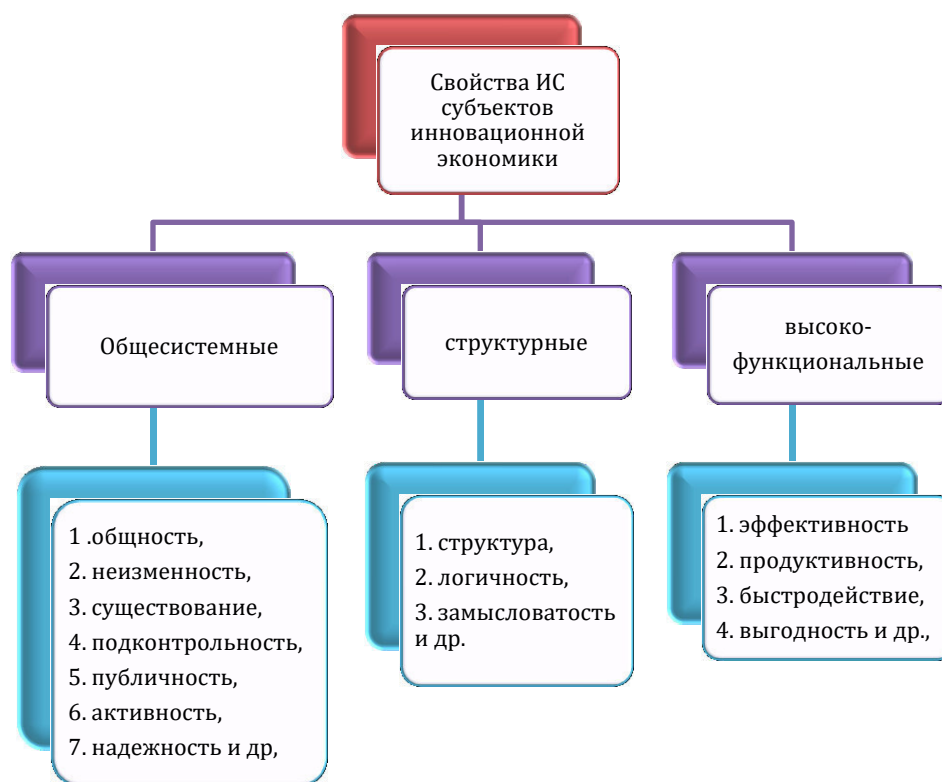 Свойства ИС
субъектов
инновационной
экономики
Общесистемные
структурные
высоко-
функциональные
1 .общность,
2. неизменность,
3. существование,
4. подконтрольность,
5. публичность,
6. активность,
7. надежность и др,
1. структура,
2. логичность,
3. замысловатость
и др.
1. эффективность
2. продуктивность,
3. быстродействие,
4. выгодность и др.,